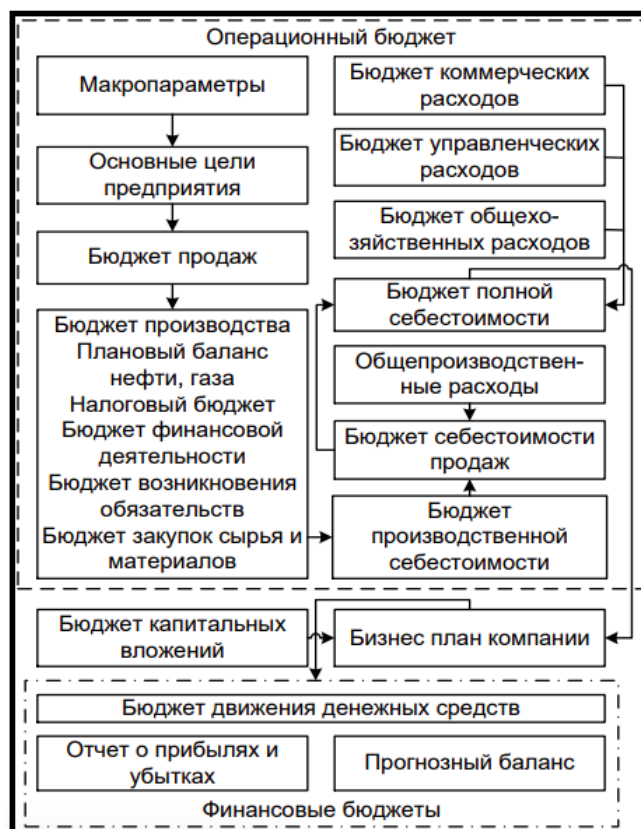 Операционный бюджет
Макропараметры
Основные цели
предприятия
Бюджет продаж
Бюджет производства
Плановый баланс
нефти, газа
Налоговый бюджет
Бюджет финансовой
деятельности
Бюджет возникновения
обязательств
Бюджет закупок сырья и
материалов
Бюджет коммерческих
расходов
Бюджет управленческих
расходов
Бюджет общехо-
зяйственных расходов
Бюджет полной
себестоимости
Общепроизводствен-
ные расходы
Бюджет себестоимости
продаж
Бюджет
производственной
себестоимости
Бюджет капитальных
вложений
Бизнес план компании
Бюджет движения денежных средств
Отчет о прибылях и
убытках
Прогнозный баланс
Финансовые бюджеты